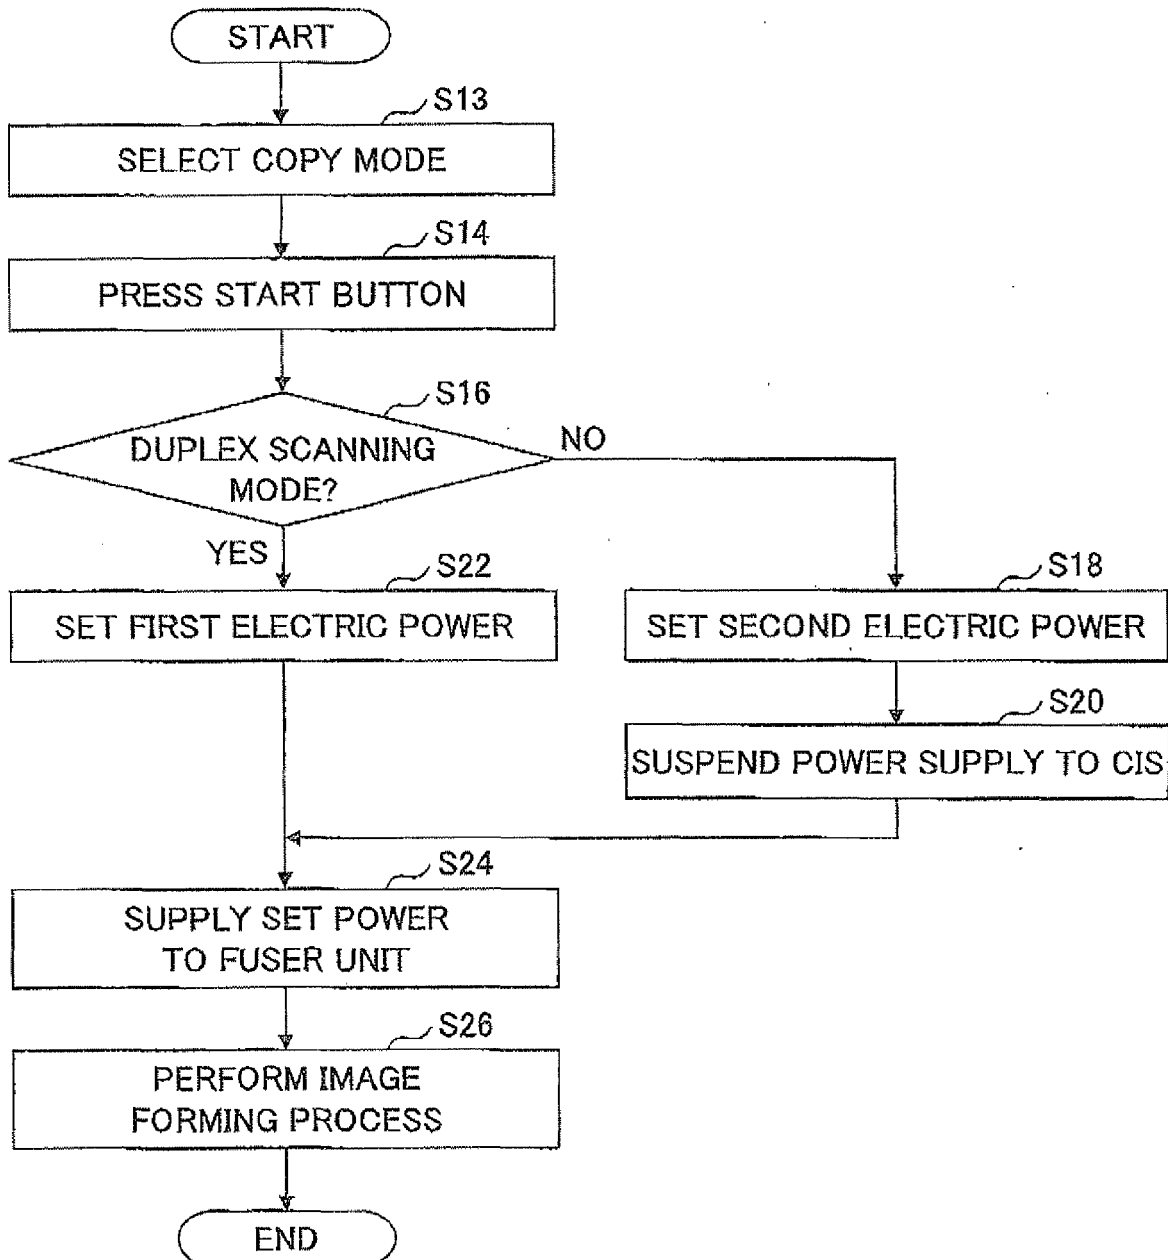 START
S13
SELECT COPY MODE
S14
PRESS START BUTTON
S16
DUPLEX SCANNING
MODE?
NO
YES
S22
SET FIRST ELECTRIC POWER
S18
SET SECOND ELECTRIC POWER
S20
SUSPEND POWER SUPPLY TO CIS
S24
SUPPLY SET POWER
TO FUSER UNIT
S26
PERFORM IMAGE
FORMING PROCESS
END